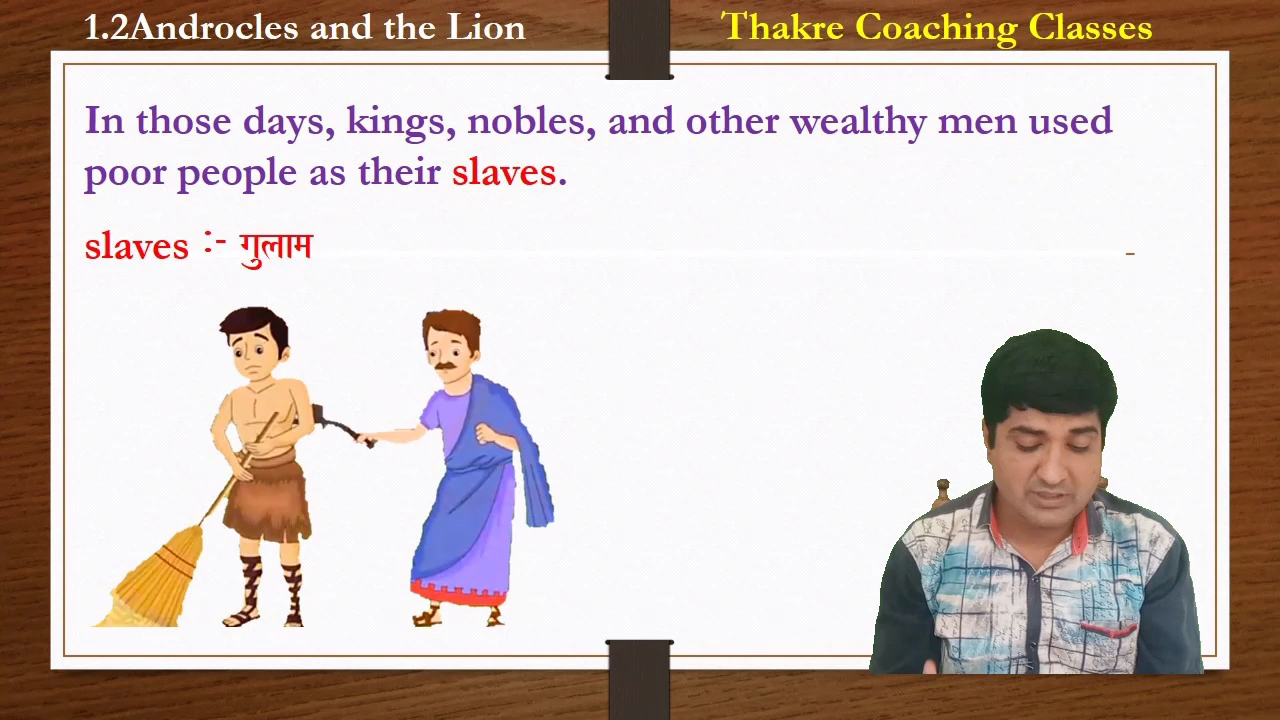 1.2Androcles and the Lion
Thakre Coaching Classes
In those days, kings, nobles, and other wealthy men used
poor people as their slaves.
slaves :- गुलाम